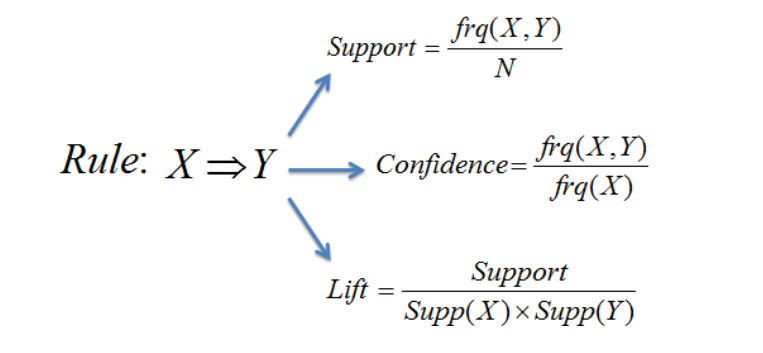 Support = frq(X,Y) / N
Rule: X ⇒ Y
Confidence= frq(X,Y) / frq(X)
Lift = Support / Supp(X)×Supp(Y)